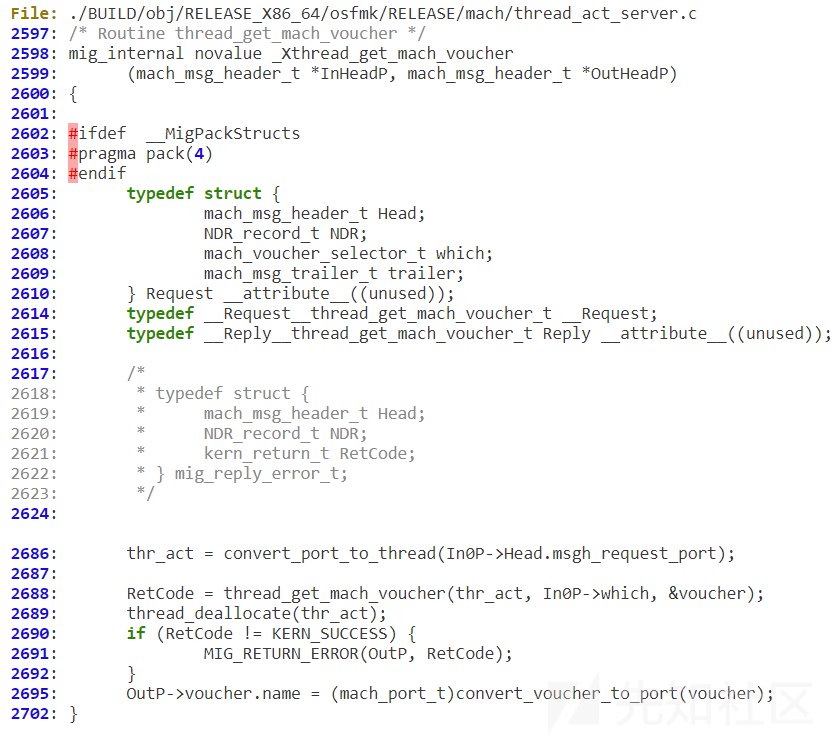 File: ./BUILD/obj/RELEASE_X86_64/osfmk/RELEASE/mach/thread_act_server.c
2597: /* Routine thread_get_mach_voucher */
2598: mig_internal novalue _Xthread_get_mach_voucher
2599:       (mach_msg_header_t *InHeadP, mach_msg_header_t *OutHeadP)
2600: {
2601:
2602: #ifdef  __MigPackStructs
2603: #pragma pack(4)
2604: #endif
2605:       typedef struct {
2606:               mach_msg_header_t Head;
2607:               NDR_record_t NDR;
2608:               mach_voucher_selector_t which;
2609:               mach_msg_trailer_t trailer;
2610:       } Request __attribute__((unused));
2614:       typedef __Request__thread_get_mach_voucher_t __Request;
2615:       typedef __Reply__thread_get_mach_voucher_t Reply __attribute__((unused));
2616:
2617:       /*
2618:        * typedef struct {
2619:        *      mach_msg_header_t Head;
2620:        *      NDR_record_t NDR;
2621:        *      kern_return_t RetCode;
2622:        * } mig_reply_error_t;
2623:        */
2624:
2686:       thr_act = convert_port_to_thread(In0P->Head.msgh_request_port);
2687:
2688:       RetCode = thread_get_mach_voucher(thr_act, In0P->which, &voucher);
2689:       thread_deallocate(thr_act);
2690:       if (RetCode != KERN_SUCCESS) {
2691:               MIG_RETURN_ERROR(OutP, RetCode);
2692:       }
2695:       OutP->voucher.name = (mach_port_t)convert_voucher_to_port(voucher);
2702: }
先知社区